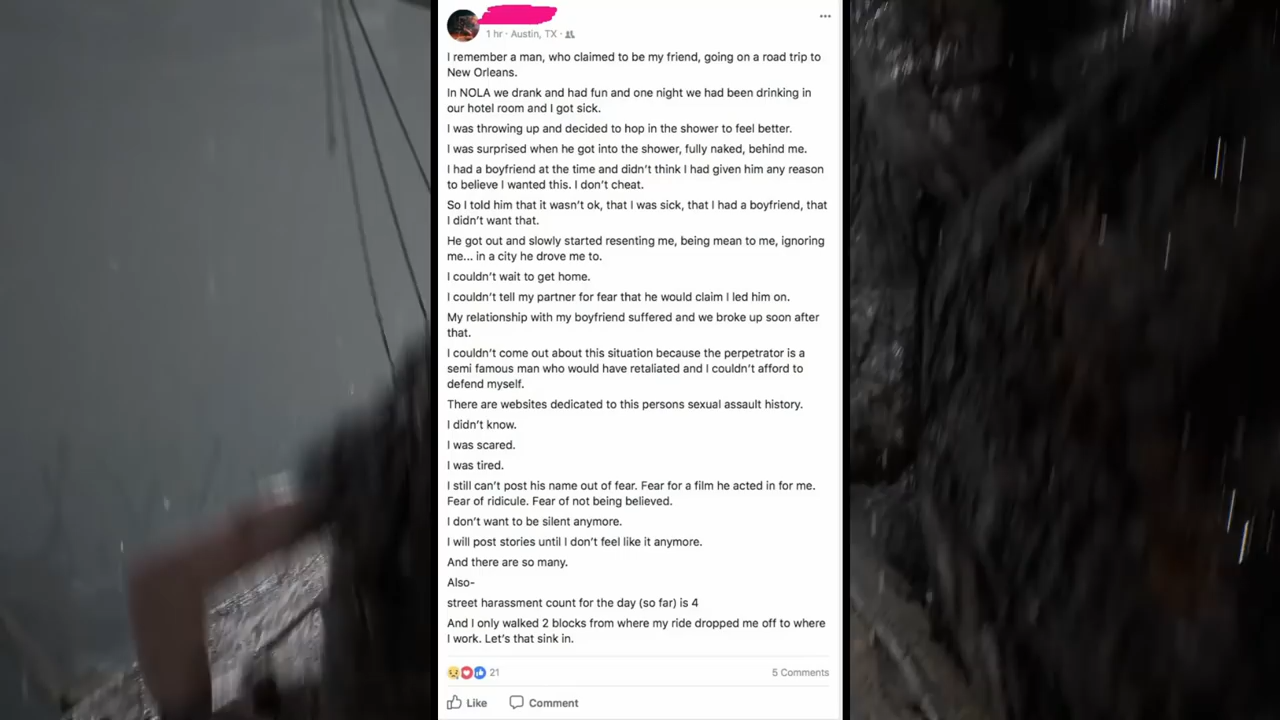 1 hr · Austin, TX ·
I remember a man, who claimed to be my friend, going on a road trip to
New Orleans.
In NOLA we drank and had fun and one night we had been drinking in
our hotel room and I got sick.
I was throwing up and decided to hop in the shower to feel better.
I was surprised when he got into the shower, fully naked, behind me.
I had a boyfriend at the time and didn't think I had given him any reason
to believe I wanted this. I don't cheat.
So I told him that it wasn't ok, that I was sick, that I had a boyfriend, that
I didn't want that.
He got out and slowly started resenting me, being mean to me, ignoring
me... in a city he drove me to.
I couldn't wait to get home.
I couldn't tell my partner for fear that he would claim I led him on.
My relationship with my boyfriend suffered and we broke up soon after
that.
I couldn't come out about this situation because the perpetrator is a
semi famous man who would have retaliated and I couldn't afford to
defend myself.
There are websites dedicated to this persons sexual assault history.
I didn't know.
I was scared.
I was tired.
I still can't post his name out of fear. Fear for a film he acted in for me.
Fear of ridicule. Fear of not being believed.
I don't want to be silent anymore.
I will post stories until I don't feel like it anymore.
And there are so many.
Also-
street harassment count for the day (so far) is 4
And I only walked 2 blocks from where my ride dropped me off to where
I work. Let's that sink in.
21 5 Comments
Like Comment